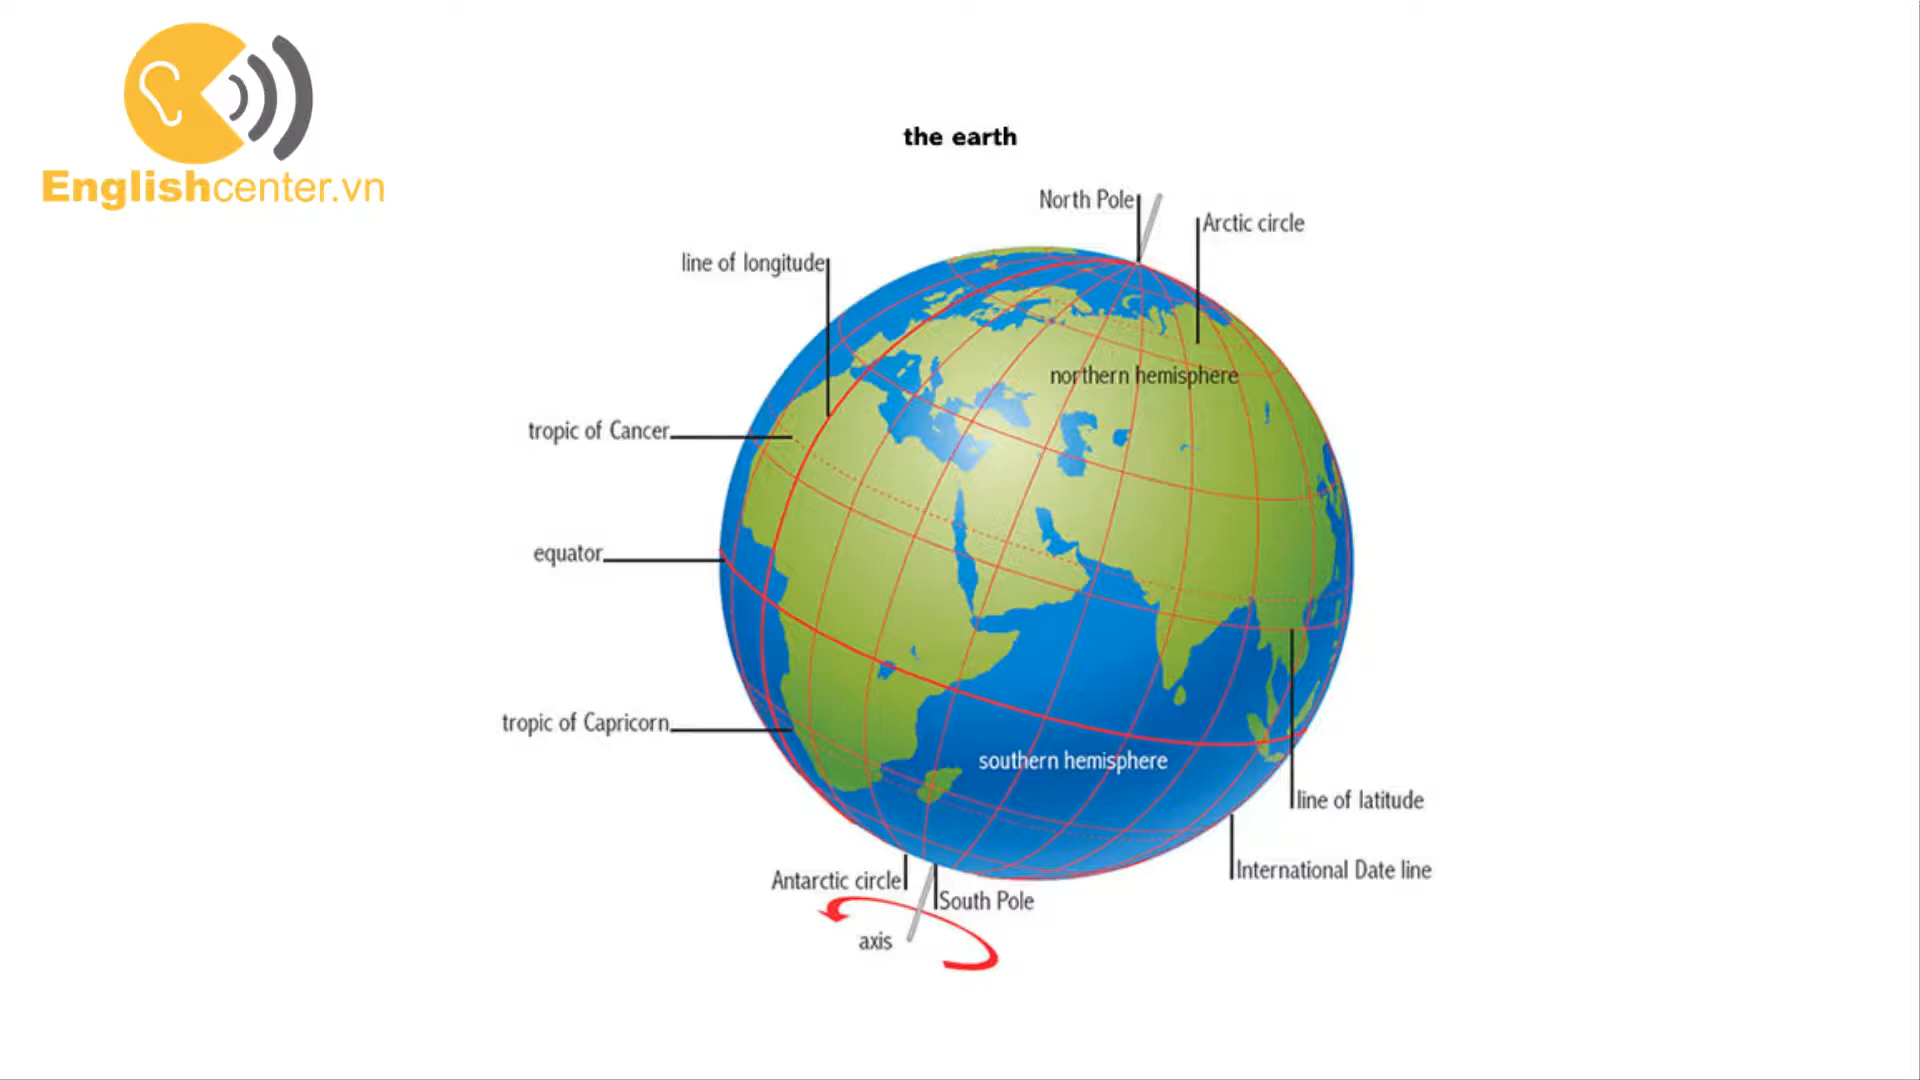 Englishcenter.vn
the earth
North Pole
Arctic circle
line of longitude
northern hemisphere
tropic of Cancer
equator
tropic of Capricorn
southern hemisphere
line of latitude
International Date line
Antarctic circle
South Pole
axis